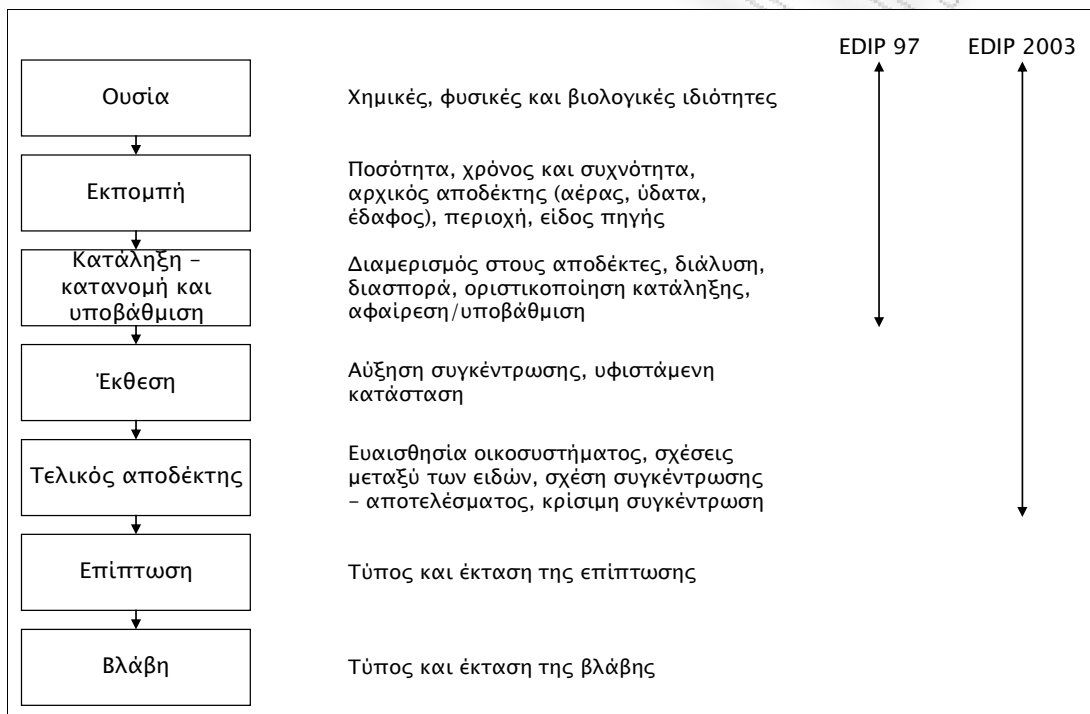 EDIP 97 EDIP 2003
Ουσία
Χημικές, φυσικές και βιολογικές ιδιότητες
Εκπομπή
Ποσότητα, χρόνος και συχνότητα,
αρχικός αποδέκτης (αέρας, ύδατα,
έδαφος), περιοχή, είδος πηγής
Κατάληξη –
κατανομή και
υποβάθμιση
Διαμερισμός στους αποδέκτες, διάλυση,
διασπορά, οριστικοποίηση κατάληξης,
αφαίρεση/υποβάθμιση
Έκθεση
Αύξηση συγκέντρωσης, υφιστάμενη
κατάσταση
Τελικός αποδέκτης
Ευαισθησία οικοσυστήματος, σχέσεις
μεταξύ των ειδών, σχέση συγκέντρωσης
– αποτελέσματος, κρίσιμη συγκέντρωση
Επίπτωση
Τύπος και έκταση της επίπτωσης
Βλάβη
Τύπος και έκταση της βλάβης